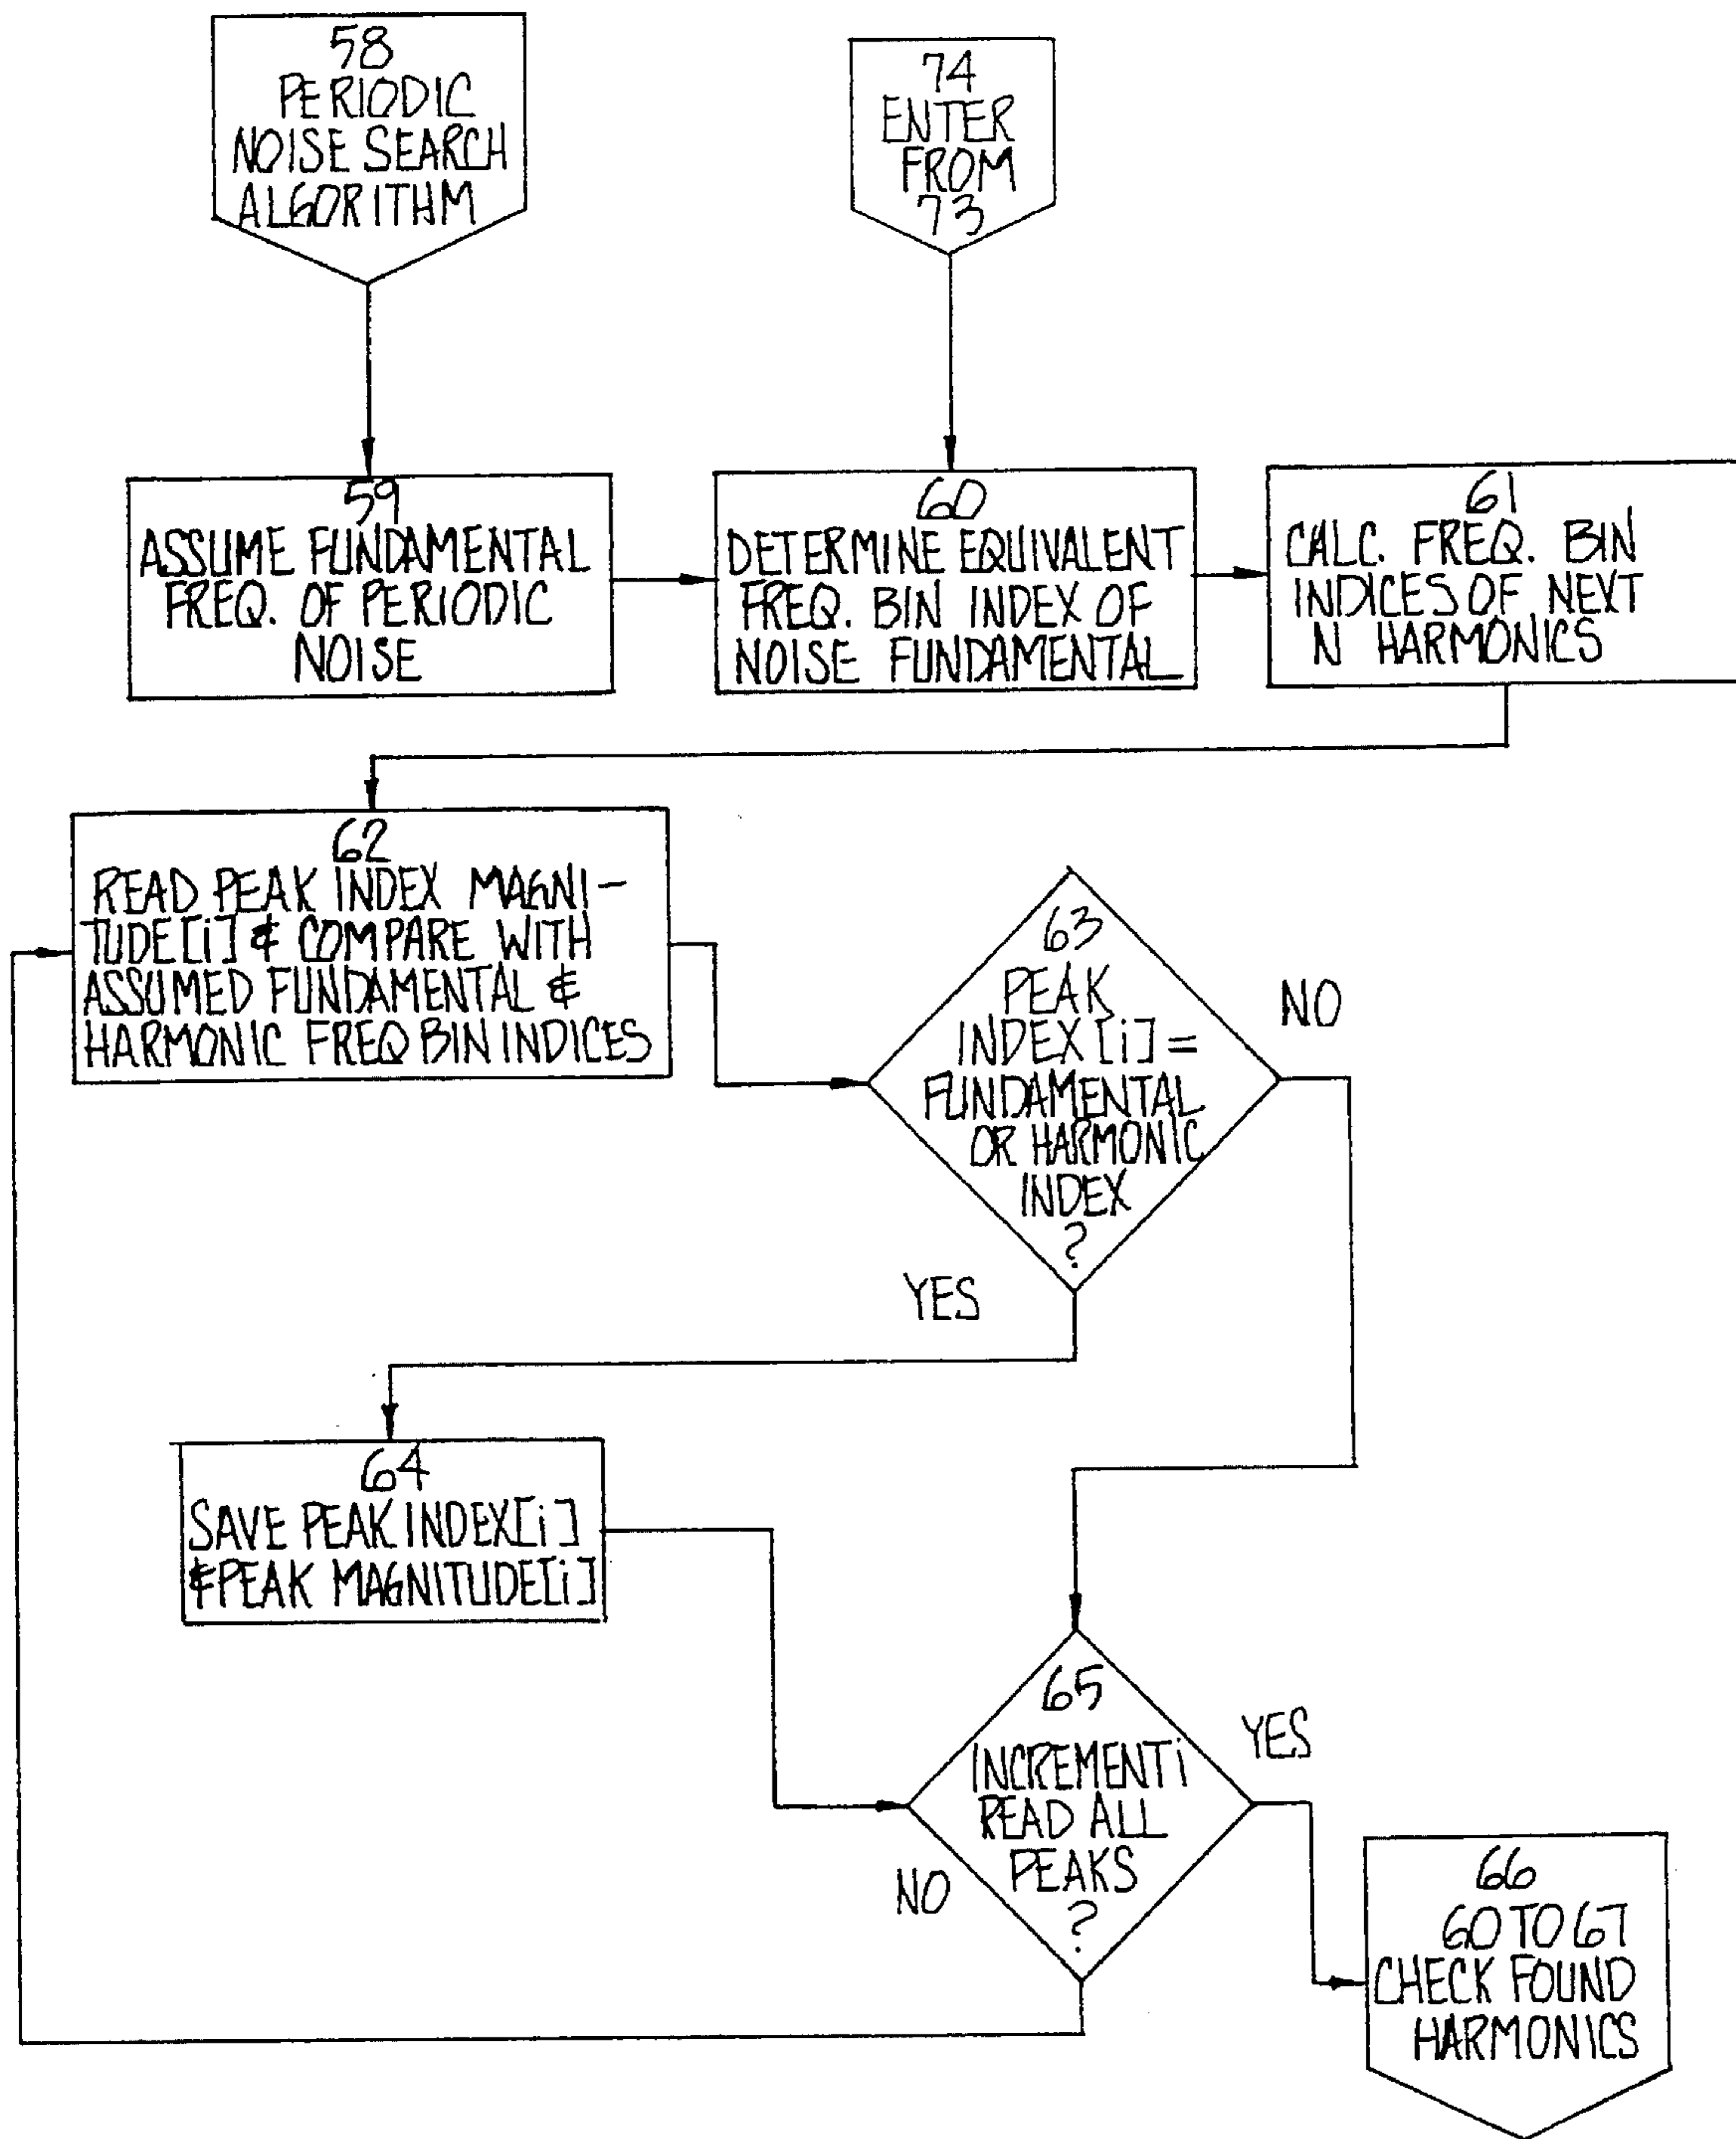 58
PERIODIC
NOISE SEARCH
ALGORITHM
74
ENTER
FROM
73
59
ASSUME FUNDAMENTAL
FREQ. OF PERIODIC
NOISE
60
DETERMINE EQUIVALENT
FREQ. BIN INDEX OF
NOISE FUNDAMENTAL
61
CALC. FREQ. BIN
INDICES OF NEXT
N HARMONICS
62
READ PEAK INDEX MAGNI-
TUDE[i] & COMPARE WITH
ASSUMED FUNDAMENTAL &
HARMONIC FREQ BIN INDICES
63
PEAK
INDEX [i] =
FUNDAMENTAL
OR HARMONIC
INDEX
?
NO
YES
64
SAVE PEAK INDEX[i]
& PEAK MAGNITUDE[i]
65
INCREMENT i
READ ALL
PEAKS
?
YES
NO
66
GO TO 67
CHECK FOUND
HARMONICS